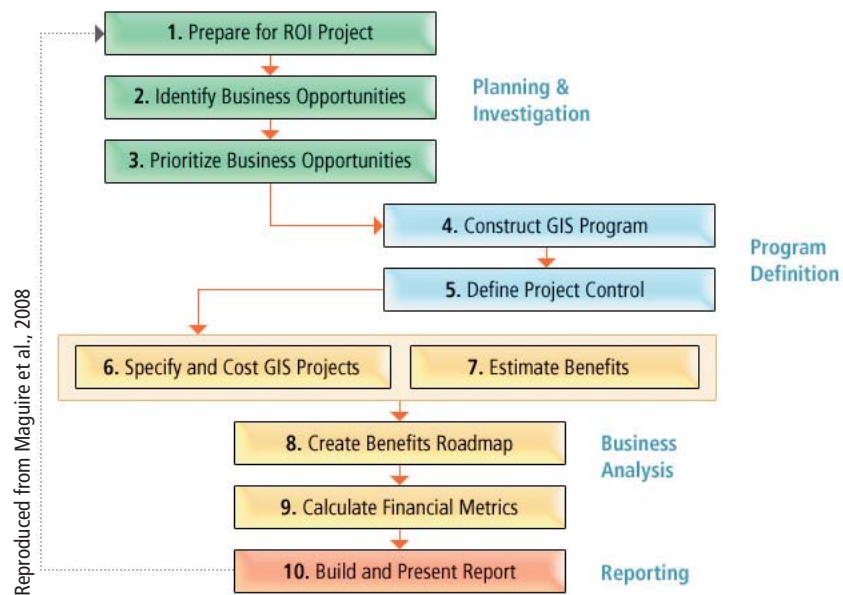 1. Prepare for ROI Project
2. Identify Business Opportunities
3. Prioritize Business Opportunities
Planning &
Investigation
4. Construct GIS Program
5. Define Project Control
Program
Definition
6. Specify and Cost GIS Projects
7. Estimate Benefits
8. Create Benefits Roadmap
9. Calculate Financial Metrics
Business
Analysis
10. Build and Present Report
Reporting
Reproduced from Maguire et al., 2008